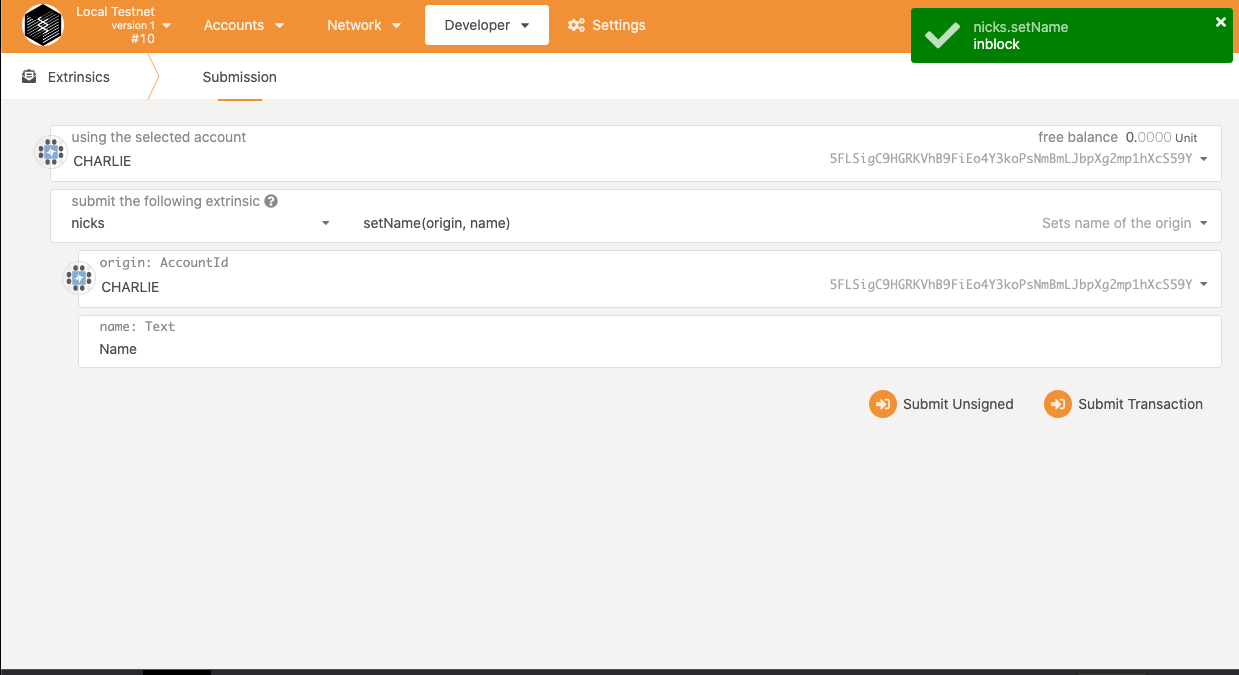 Local Testnet
version 1
#10
Accounts
Network
Developer
Settings
nicks.setName
inblock
Extrinsics
Submission
using the selected account
free balance 0.0000 Unit
CHARLIE
5FLSigC9HGRKVhB9FiEo4Y3koPsNmBmLJbpXg2mp1hXcS59Y
submit the following extrinsic
nicks
setName(origin, name)
Sets name of the origin
origin: AccountId
CHARLIE
5FLSigC9HGRKVhB9FiEo4Y3koPsNmBmLJbpXg2mp1hXcS59Y
name: Text
Name
Submit Unsigned
Submit Transaction